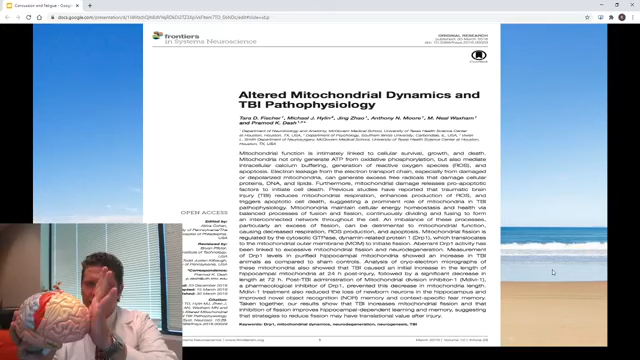 Concussion and Fatigue - Goog
docs.google.com/presentation
frontiers
in Systems Neuroscience
ORIGINAL RESEARCH
Altered Mitochondrial Dynamics and
TBI Pathophysiology
Tara D. Fischer, Michael J. Hylin, Jing Zhao, Anthony N. Moore, M. Neal Waxham
and Pramod K. Dash
Mitochondrial function is intimately linked to cellular survival, growth, and death.
Mitochondria not only generate ATP from oxidative phosphorylation, but also mediate
intracellular calcium buffering, generation of reactive oxygen species (ROS), and
apoptosis. Electron leakage from the electron transport chain, especially from damaged
or depolarized mitochondria, can generate excess free radicals that damage cellular
proteins, DNA, and lipids. Furthermore, mitochondrial damage releases pro-apoptotic
factors to initiate cell death. Previous studies have reported that traumatic brain
injury (TBI) reduces mitochondrial respiration, enhances production of ROS, and
triggers apoptotic cell death, suggesting a prominent role of mitochondria in TBI
pathophysiology. Mitochondria maintain cellular energy homeostasis and health via
balanced processes of fusion and fission, continuously dividing and fusing to form
an interconnected network throughout the cell. An imbalance of these processes,
particularly an excess of fission, can be detrimental to mitochondrial function,
causing decreased respiration, ROS production, and apoptosis. Mitochondrial fission is
regulated by the cytosolic GTPase, dynamin-related protein 1 (Drp1), which translocates
to the mitochondrial outer membrane (MOM) to initiate fission. Aberrant Drp1 activity has
been linked to excessive mitochondrial fission and neurodegeneration. Measurement
of Drp1 levels in purified hippocampal mitochondria showed an increase in TBI
animals as compared to sham controls. Analysis of cryo-electron micrographs of
these mitochondria also showed that TBI caused an initial increase in the length of
hippocampal mitochondria at 24 h post-injury, followed by a significant decrease in
length at 72 h. Post-TBI administration of Mitochondrial division inhibitor-1 (Mdivi-1),
a pharmacological inhibitor of Drp1, prevented this decrease in mitochondrial length.
Mdivi-1 treatment also reduced the loss of newborn neurons in the hippocampus and
improved novel object recognition (NOR) memory and context-specific fear memory.
Taken together, our results show that TBI increases mitochondrial fission and that
inhibition of fission improves hippocampal-dependent learning and memory, suggesting
that strategies to reduce fission may have translational value after injury.
Keywords: Drp1, mitochondrial dynamics, neurodegeneration, neurogenesis, TBI
OPEN ACCESS
Edited by:
Reviewed by: